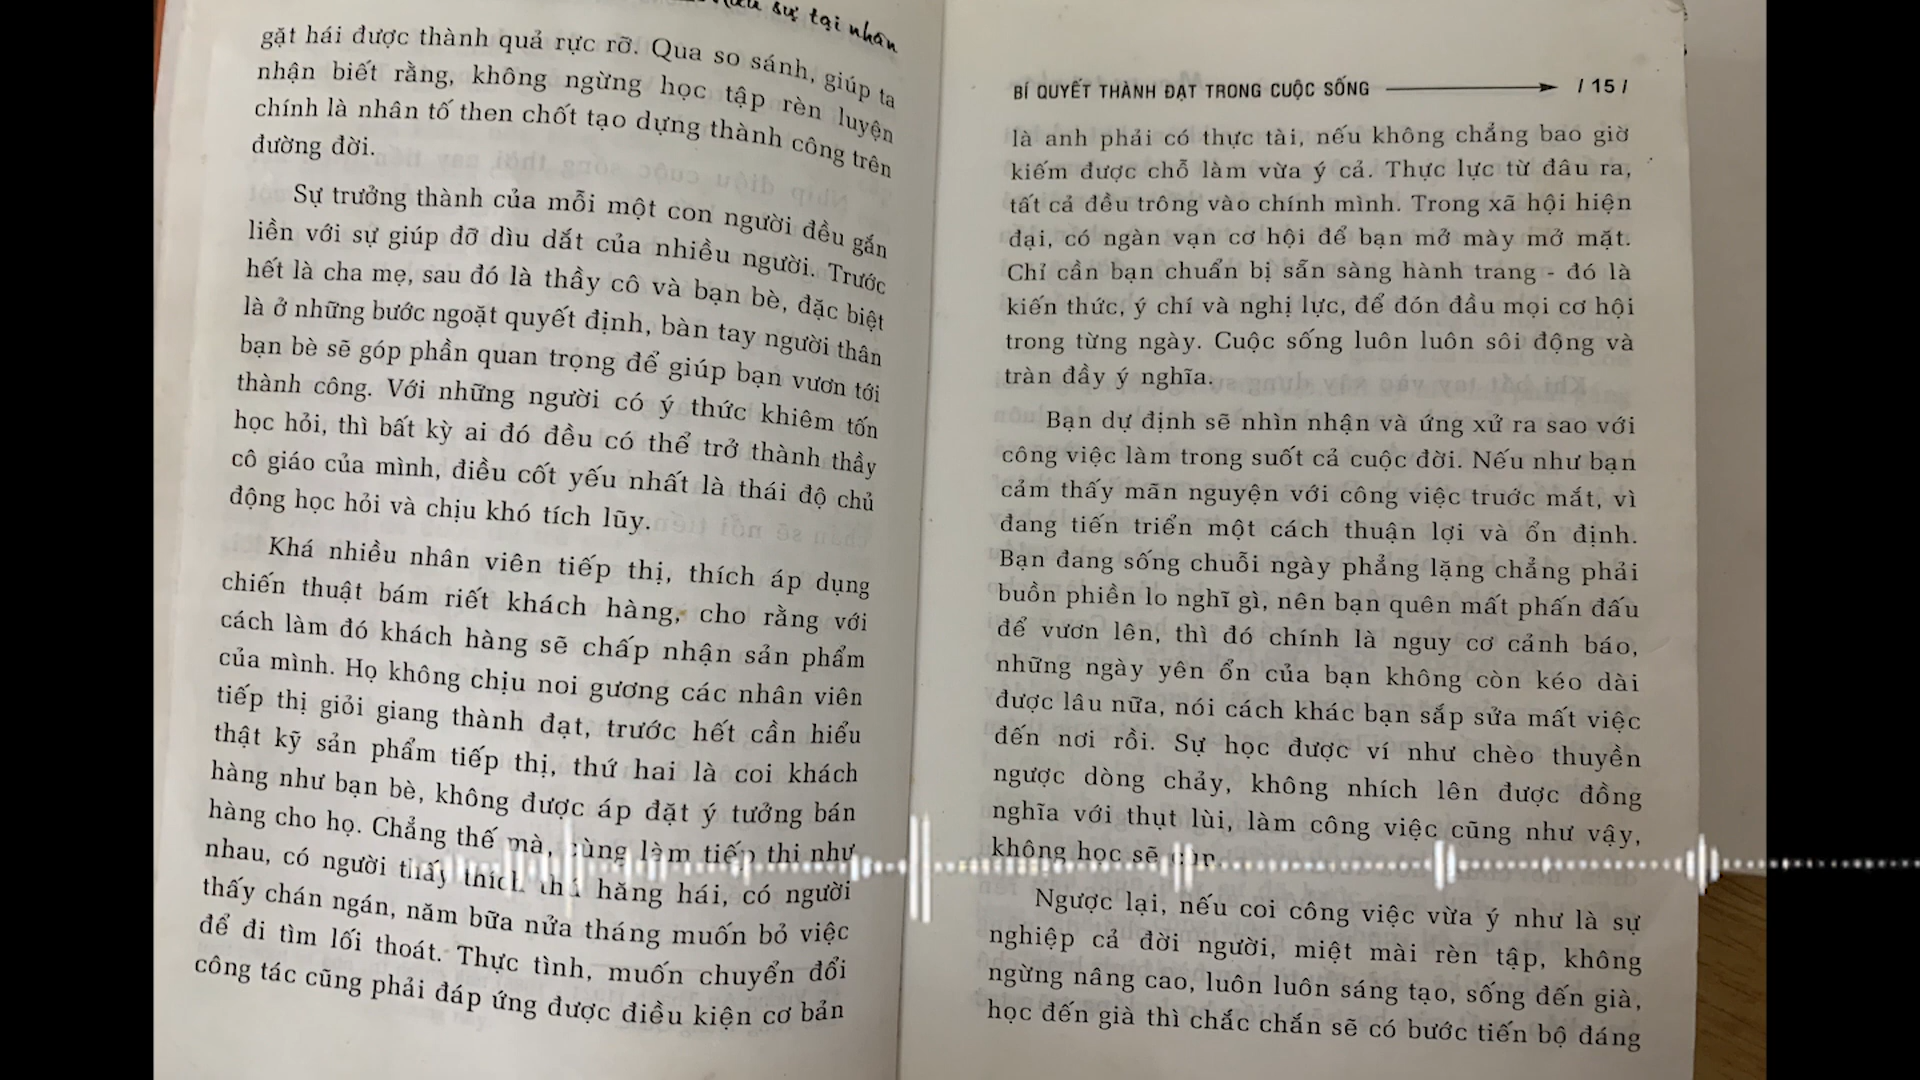 sự tại nhân
gặt hái được thành quả rực rỡ. Qua so sánh, giúp ta
nhận biết rằng, không ngừng học tập rèn luyện
chính là nhân tố then chốt tạo dựng thành công trên
đường đời.
Sự trưởng thành của mỗi một con người đều gắn
liền với sự giúp đỡ dìu dắt của nhiều người. Trước
hết là cha mẹ, sau đó là thầy cô và bạn bè, đặc biệt
là ở những bước ngoặt quyết định, bàn tay người thân
bạn bè sẽ góp phần quan trọng để giúp bạn vươn tới
thành công. Với những người có ý thức khiêm tốn
học hỏi, thì bất kỳ ai đó đều có thể trở thành thầy
cô giáo của mình, điều cốt yếu nhất là thái độ chủ
động học hỏi và chịu khó tích lũy.
Khá nhiều nhân viên tiếp thị, thích áp dụng
chiến thuật bám riết khách hàng, cho rằng với
cách làm đó khách hàng sẽ chấp nhận sản phẩm
của mình. Họ không chịu noi gương các nhân viên
tiếp thị giỏi giang thành đạt, trước hết cần hiểu
thật kỹ sản phẩm tiếp thị, thứ hai là coi khách
hàng như bạn bè, không được áp đặt ý tưởng bán
hàng cho họ. Chẳng thế mà, cùng làm tiếp thị như
nhau, có người thấy thích thú hăng hái, có người
thấy chán ngán, năm bữa nửa tháng muốn bỏ việc
để đi tìm lối thoát. Thực tình, muốn chuyển đổi
công tác cũng phải đáp ứng được điều kiện cơ bản
BÍ QUYẾT THÀNH ĐẠT TRONG CUỘC SỐNG / 15 /
là anh phải có thực tài, nếu không chẳng bao giờ
kiếm được chỗ làm vừa ý cả. Thực lực từ đâu ra,
tất cả đều trông vào chính mình. Trong xã hội hiện
đại, có ngàn vạn cơ hội để bạn mở mày mở mặt.
Chỉ cần bạn chuẩn bị sẵn sàng hành trang - đó là
kiến thức, ý chí và nghị lực, để đón đầu mọi cơ hội
trong từng ngày. Cuộc sống luôn luôn sôi động và
tràn đầy ý nghĩa.
Bạn dự định sẽ nhìn nhận và ứng xử ra sao với
công việc làm trong suốt cả cuộc đời. Nếu như bạn
cảm thấy mãn nguyện với công việc truớc mắt, vì
đang tiến triển một cách thuận lợi và ổn định.
Bạn đang sống chuỗi ngày phẳng lặng chẳng phải
buồn phiền lo nghĩ gì, nên bạn quên mất phấn đấu
để vươn lên, thì đó chính là nguy cơ cảnh báo,
những ngày yên ổn của bạn không còn kéo dài
được lâu nữa, nói cách khác bạn sắp sửa mất việc
đến nơi rồi. Sự học được ví như chèo thuyền
ngược dòng chảy, không nhích lên được đồng
nghĩa với thụt lùi, làm công việc cũng như vậy,
không học sẽ
Ngược lại, nếu coi công việc vừa ý như là sự
nghiệp cả đời người, miệt mài rèn tập, không
ngừng nâng cao, luôn luôn sáng tạo, sống đến già,
học đến già thì chắc chắn sẽ có bước tiến bộ đáng